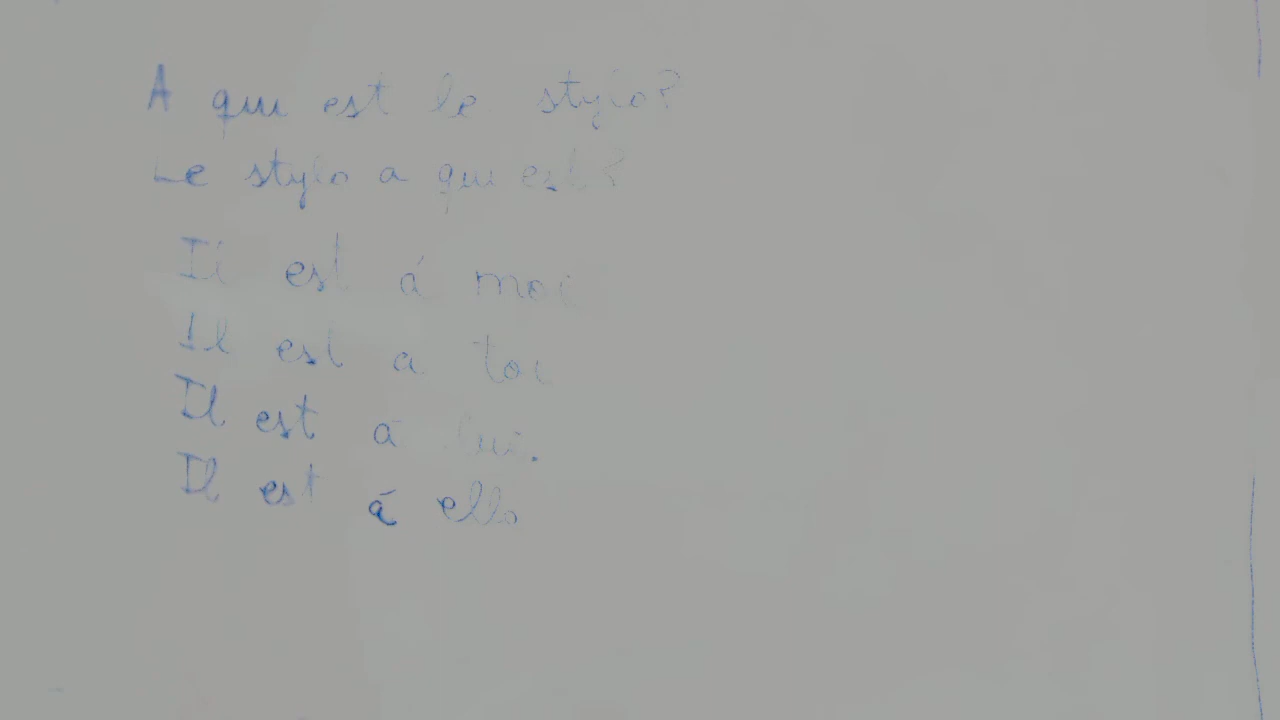 A qui est le stylo?
Le stylo a qui est?
Il est á moi
Il est a toi
Il est á lui.
Il est á elle